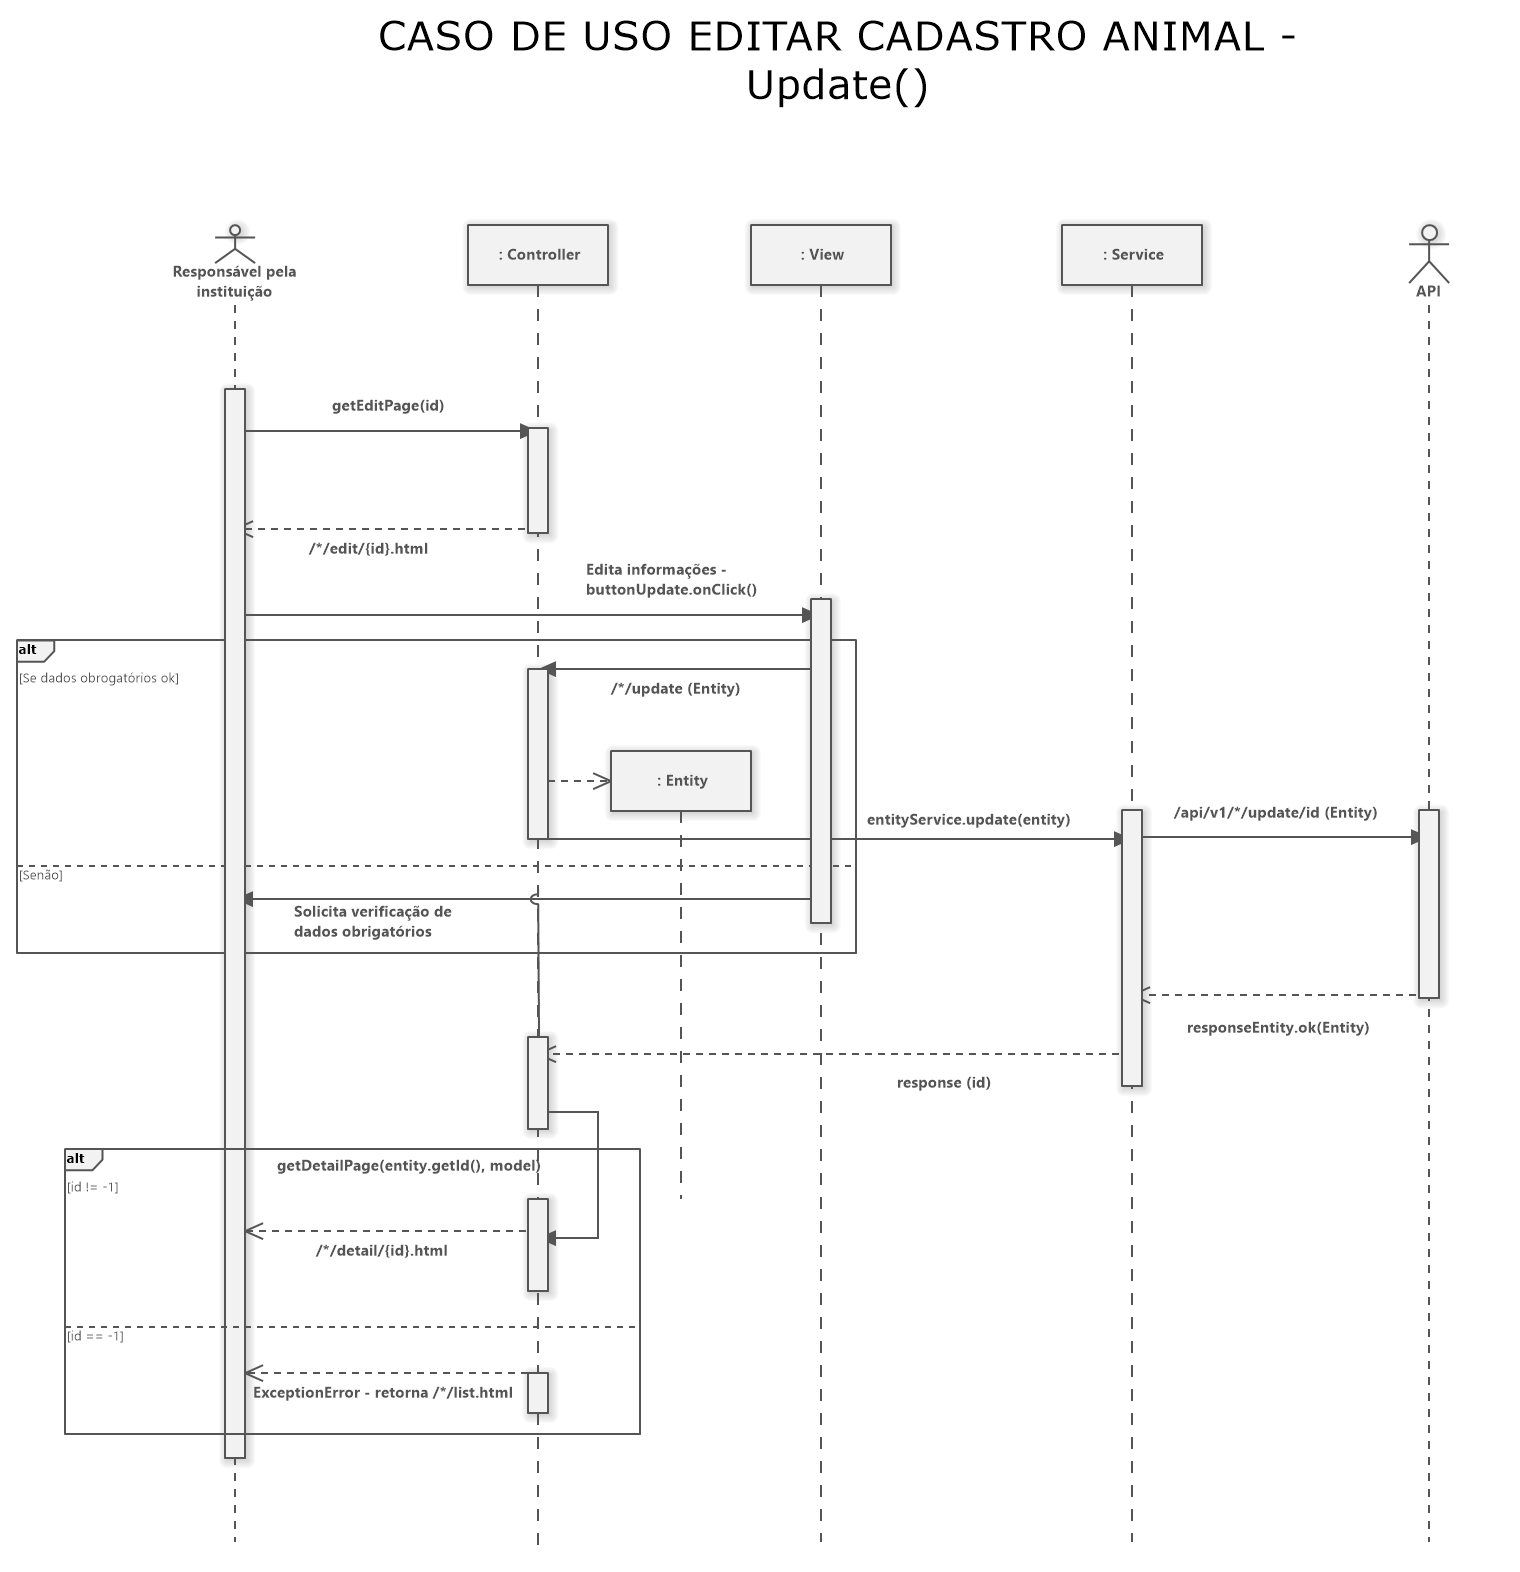 CASO DE USO EDITAR CADASTRO ANIMAL -
Update()
Responsável pela
instituição
: Controller
: View
: Service
API
getEditPage(id)
/*/edit/{id}.html
Edita informações -
buttonUpdate.onClick()
alt
[Se dados obrogatórios ok]
/*/update (Entity)
: Entity
entityService.update(entity)
/api/v1/*/update/id (Entity)
[Senão]
Solicita verificação de
dados obrigatórios
responseEntity.ok(Entity)
response (id)
alt
getDetailPage(entity.getId(), model)
[id != -1]
/*/detail/{id}.html
[id == -1]
ExceptionError - retorna /*/list.html